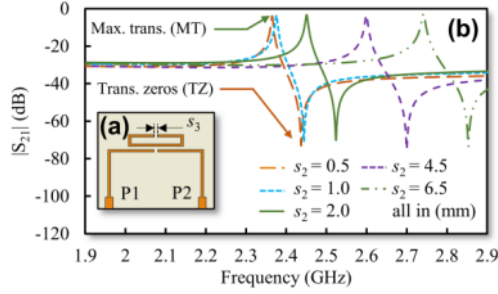 0
-20
-40
-60
-80
-100
-120
|S21| (dB)
Max. trans. (MT)
(b)
Trans. zeros (TZ)
(a)
s3
P1 P2
s2 = 0.5 s2 = 4.5
s2 = 1.0 s2 = 6.5
s2 = 2.0 all in (mm)
1.9 2 2.1 2.2 2.3 2.4 2.5 2.6 2.7 2.8 2.9
Frequency (GHz)